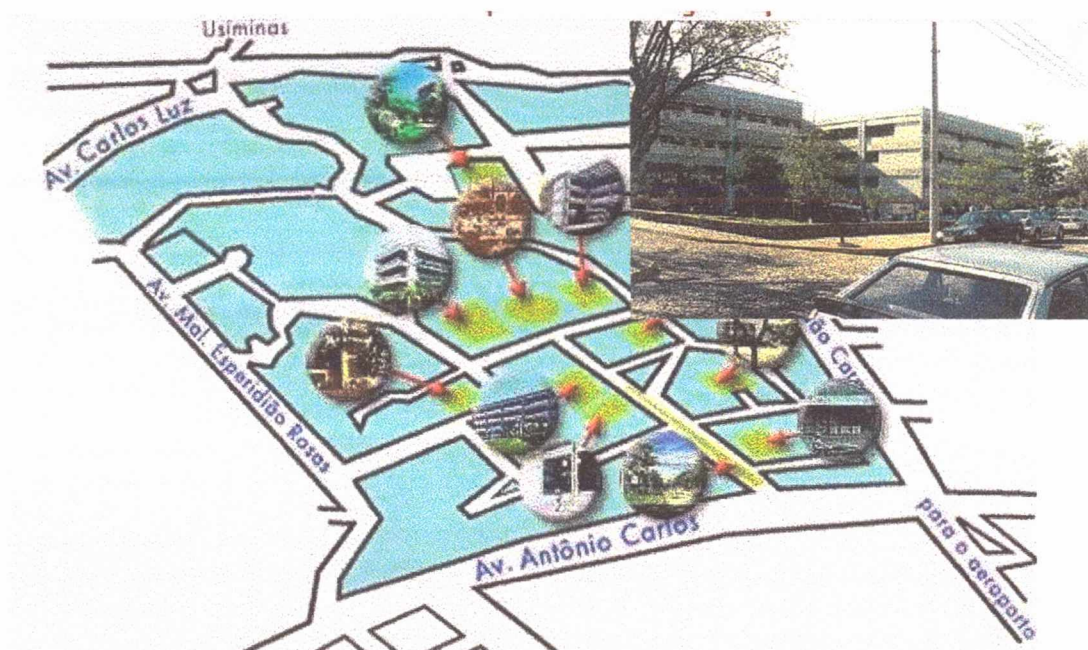 Usiminas
Av. Carlos Luz
Av. Mal. Esperidião Rosas
Av. Antônio Carlos
para o aeroporto